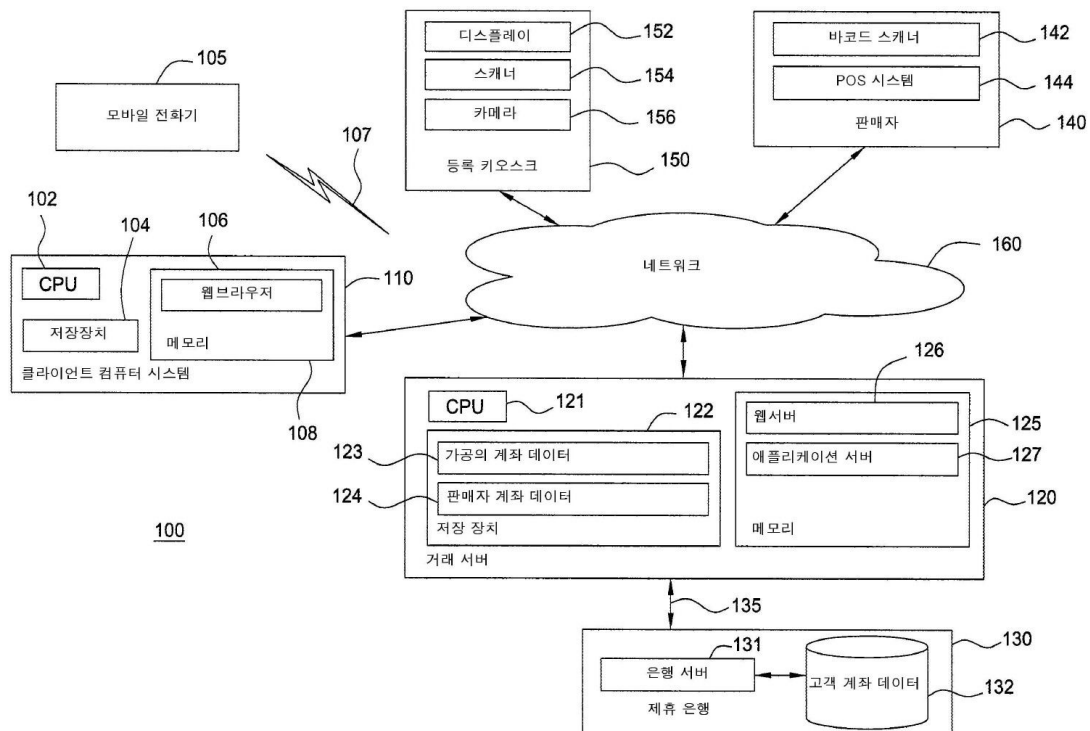 105
모바일 전화기
107
디스플레이
152
스캐너
154
카메라
156
등록 키오스크
150
바코드 스캐너
142
POS 시스템
144
판매자
140
102
104
106
CPU
웹브라우저
110
저장장치
메모리
클라이언트 컴퓨터 시스템
108
네트워크
160
CPU
121
122
126
웹서버
125
123
가공의 계좌 데이터
애플리케이션 서버
127
124
판매자 계좌 데이터
저장 장치
메모리
120
거래 서버
100
135
131
130
은행 서버
고객 계좌 데이터
132
제휴 은행